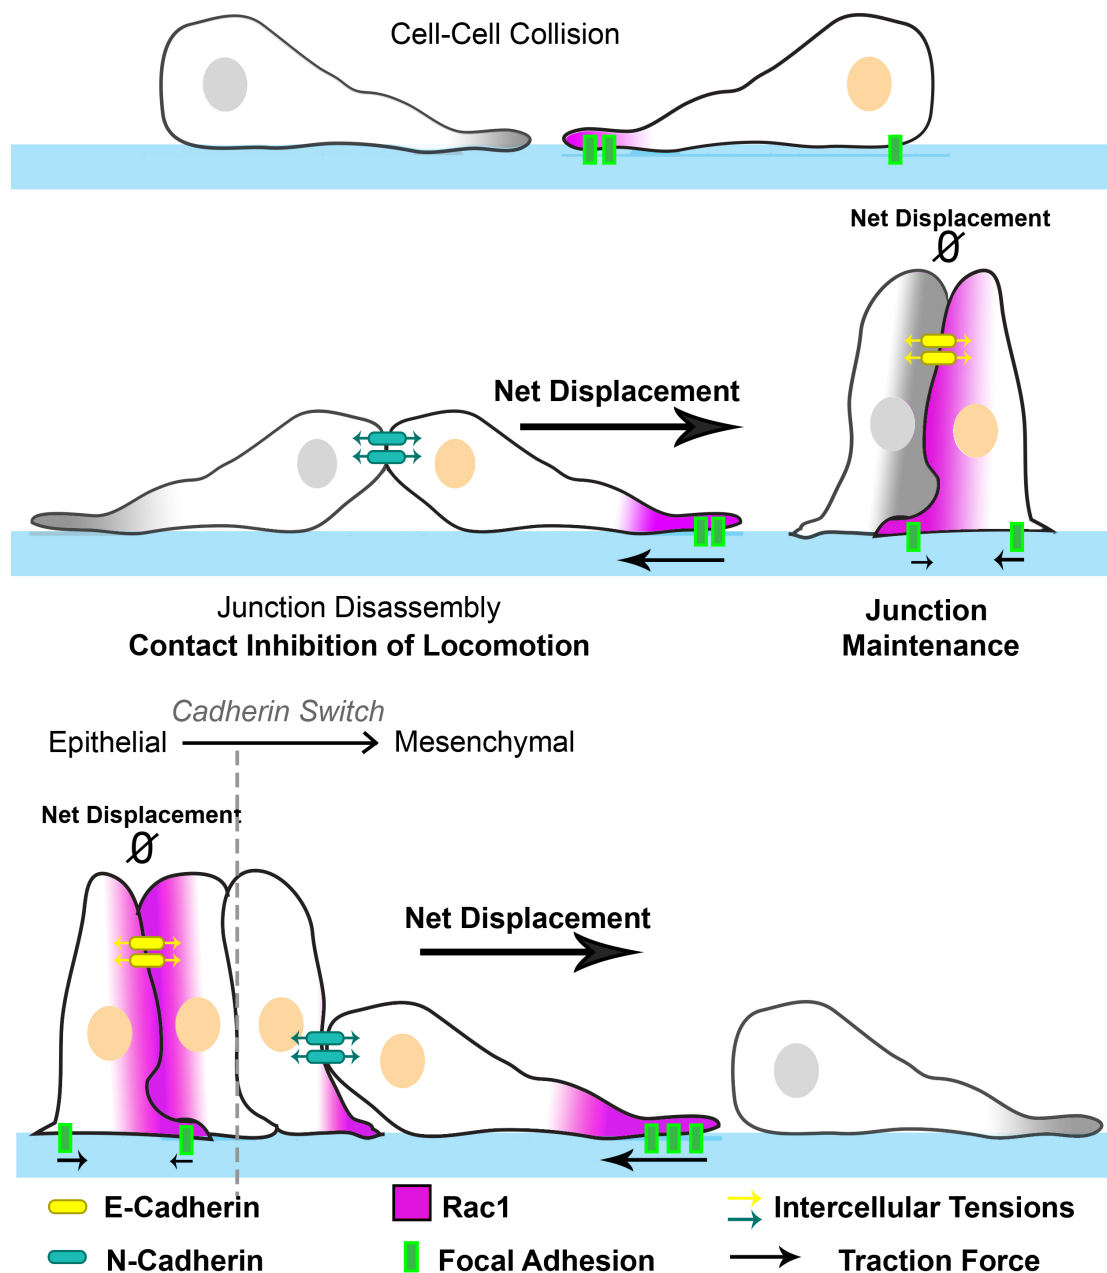 Cell-Cell Collision
Net Displacement
Ø
Net Displacement
Junction Disassembly
Contact Inhibition of Locomotion
Junction
Maintenance
Cadherin Switch
Epithelial
Mesenchymal
Net Displacement
Ø
Net Displacement
E-Cadherin
Rac1
Intercellular Tensions
N-Cadherin
Focal Adhesion
Traction Force